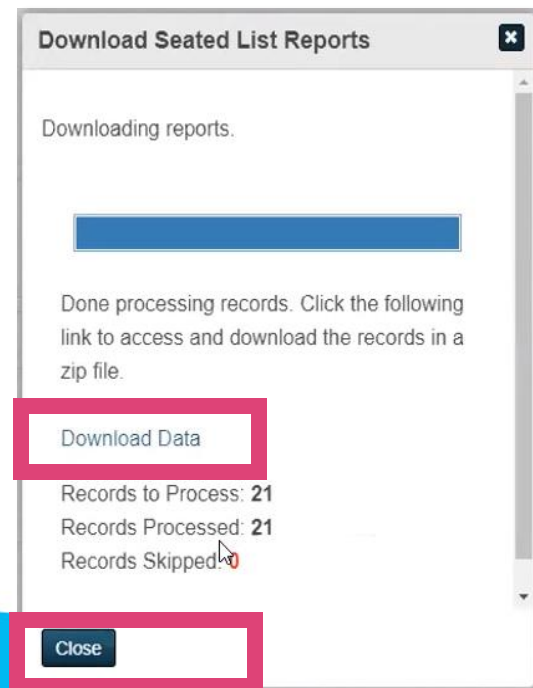 Download Seated List Reports
Downloading reports.
Done processing records. Click the following
link to access and download the records in a
zip file.
Download Data
Records to Process: 21
Records Processed: 21
Records Skipped: 0
Close